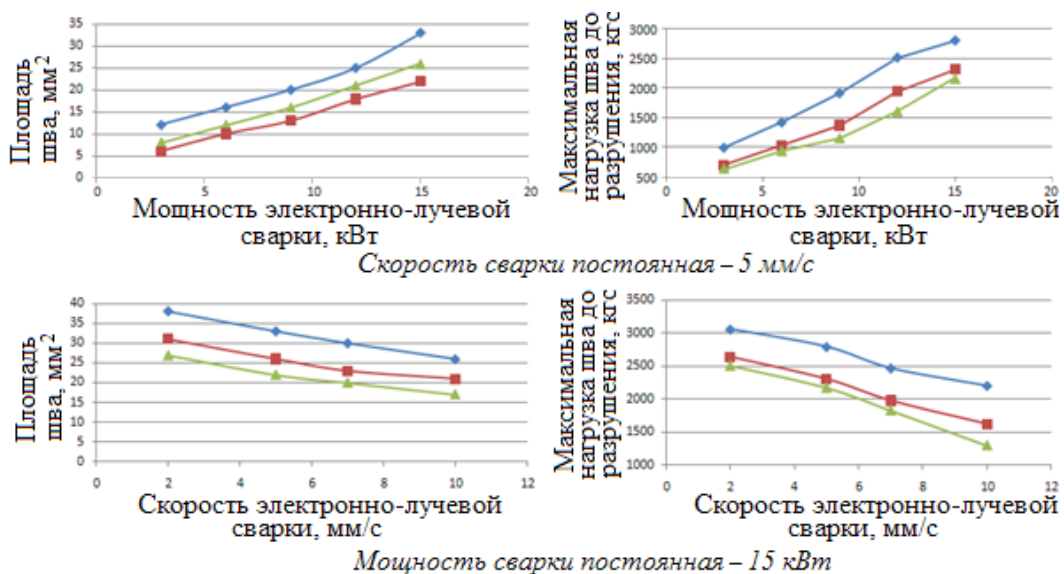 Площадь
шва, мм²
35
30
25
20
15
10
5
0
0 5 10 15 20
Мощность электронно-лучевой
сварки, кВт
Максимальная
нагрузка шва до
разрушения, кгс
3000
2500
2000
1500
1000
500
0 5 10 15 20
Мощность электронно-лучевой
сварки, кВт
Скорость сварки постоянная – 5 мм/с
Площадь
шва, мм²
40
35
30
25
20
15
10
5
0
0 2 4 6 8 10 12
Скорость электронно-лучевой
сварки, мм/с
Максимальная
нагрузка шва до
разрушения, кгс
3500
3000
2500
2000
1500
1000
0 2 4 6 8 10 12
Скорость электронно-лучевой
сварки, мм/с
Мощность сварки постоянная – 15 кВт